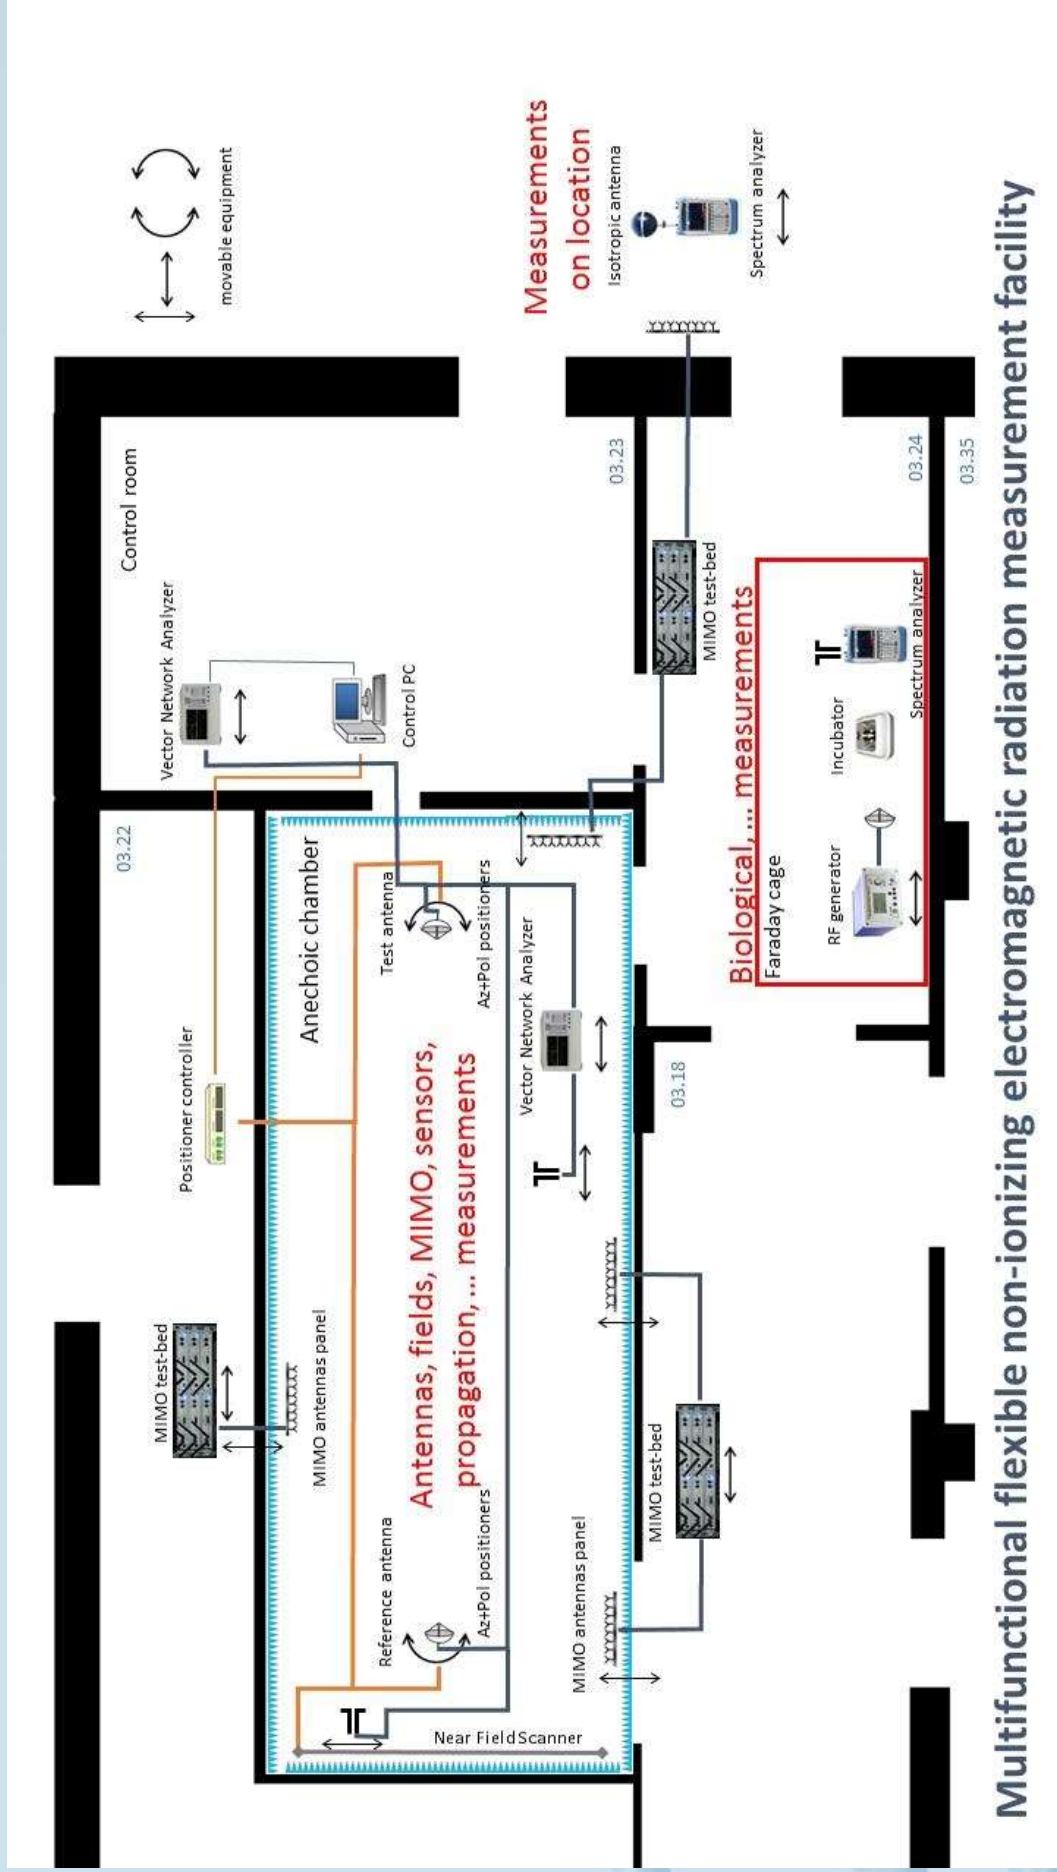 movable equipment
Measurements
on location
Isotropic antenna
Spectrum analyzer
Control room
Vector Network Analyzer
Control PC
03.23
03.24
03.35
MIMO test-bed
03.22
Positioner controller
MIMO test-bed
Anechoic chamber
MIMO antennas panel
Test antenna
Az+Pol positioners
Antennas, fields, MIMO, sensors,
propagation, ... measurements
Vector Network Analyzer
Reference antenna
Az+Pol positioners
Near Field Scanner
MIMO antennas panel
MIMO test-bed
03.18
Biological, ... measurements
Faraday cage
RF generator
Incubator
Spectrum analyzer
Multifunctional flexible non-ionizing electromagnetic radiation measurement facility